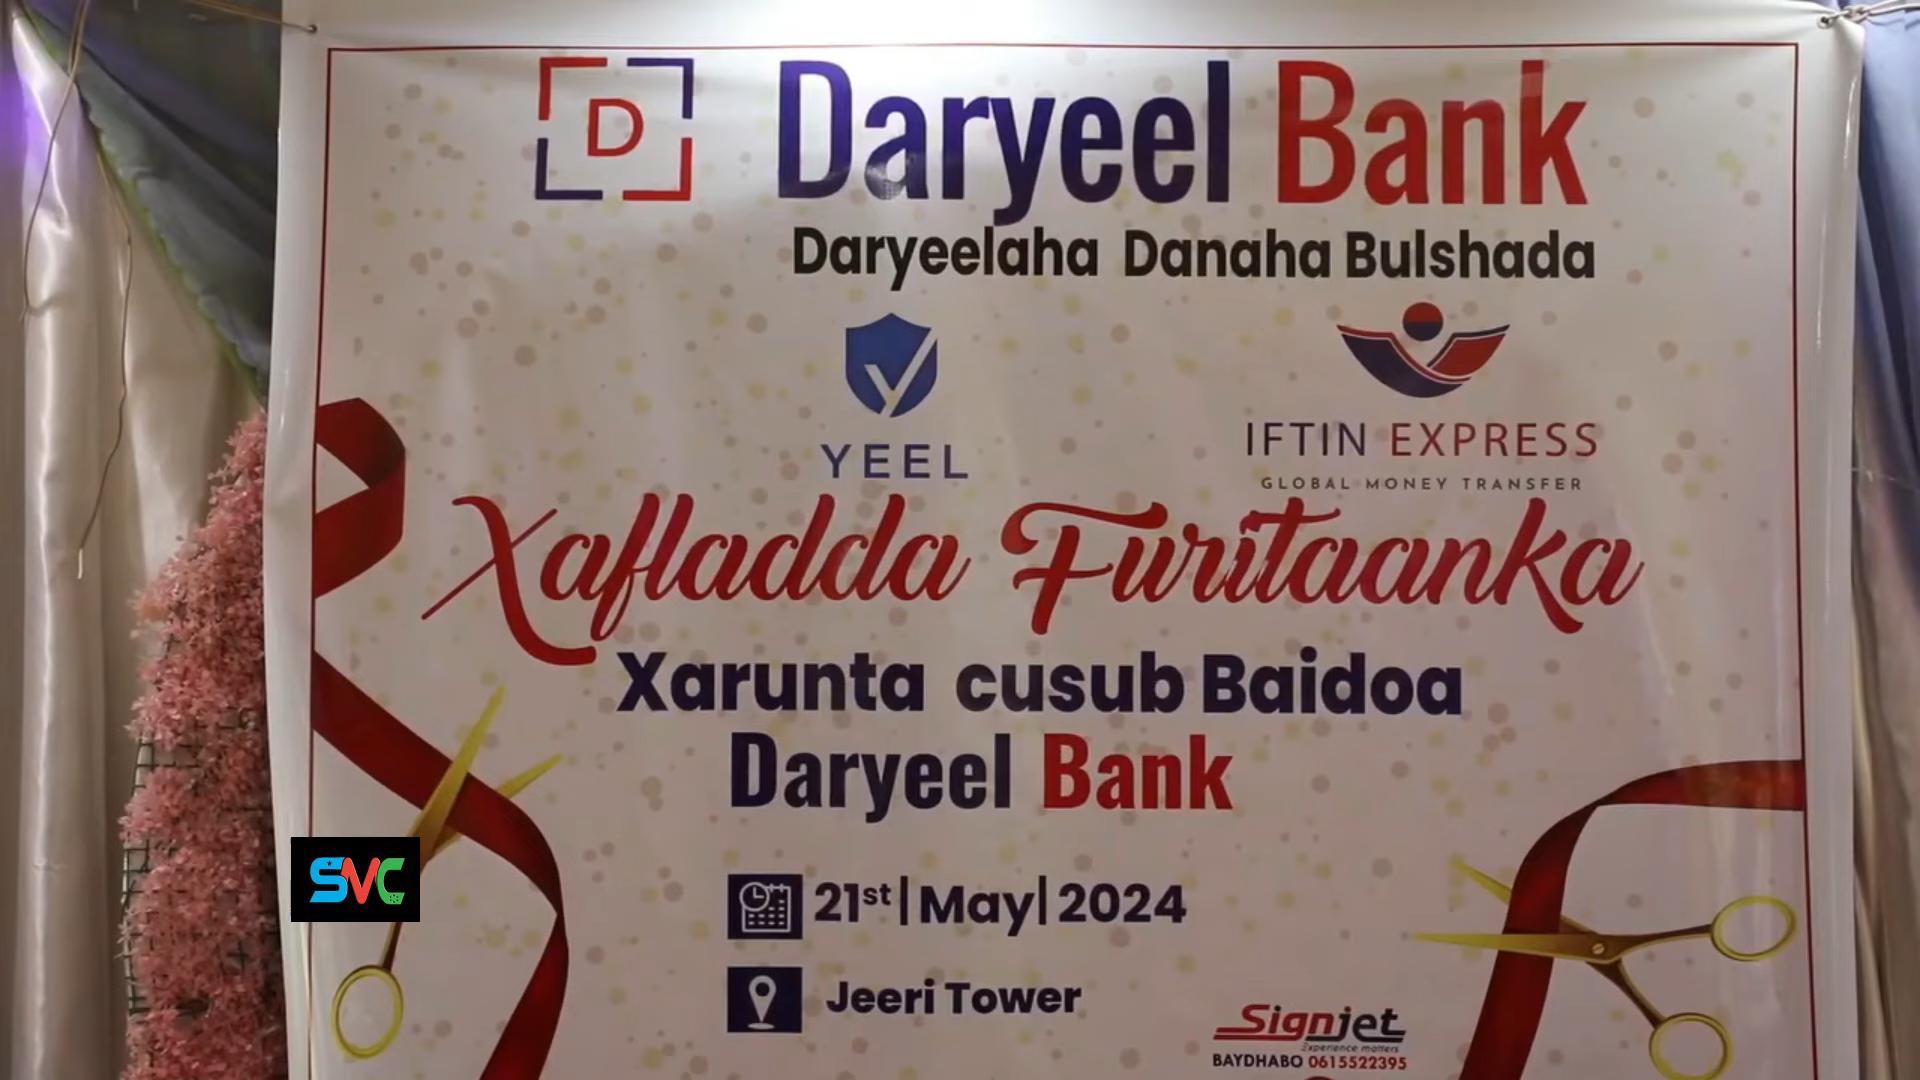 D
Daryeel Bank
Daryeelaha Danaha Bulshada
YEEL
IFTIN EXPRESS
GLOBAL MONEY TRANSFER
Xafladda Furitaanka
Xarunta cusub Baidoa
Daryeel Bank
21st | May | 2024
Jeeri Tower
SVC
Signjet
Experience matters
BAYDHABO 0615522395